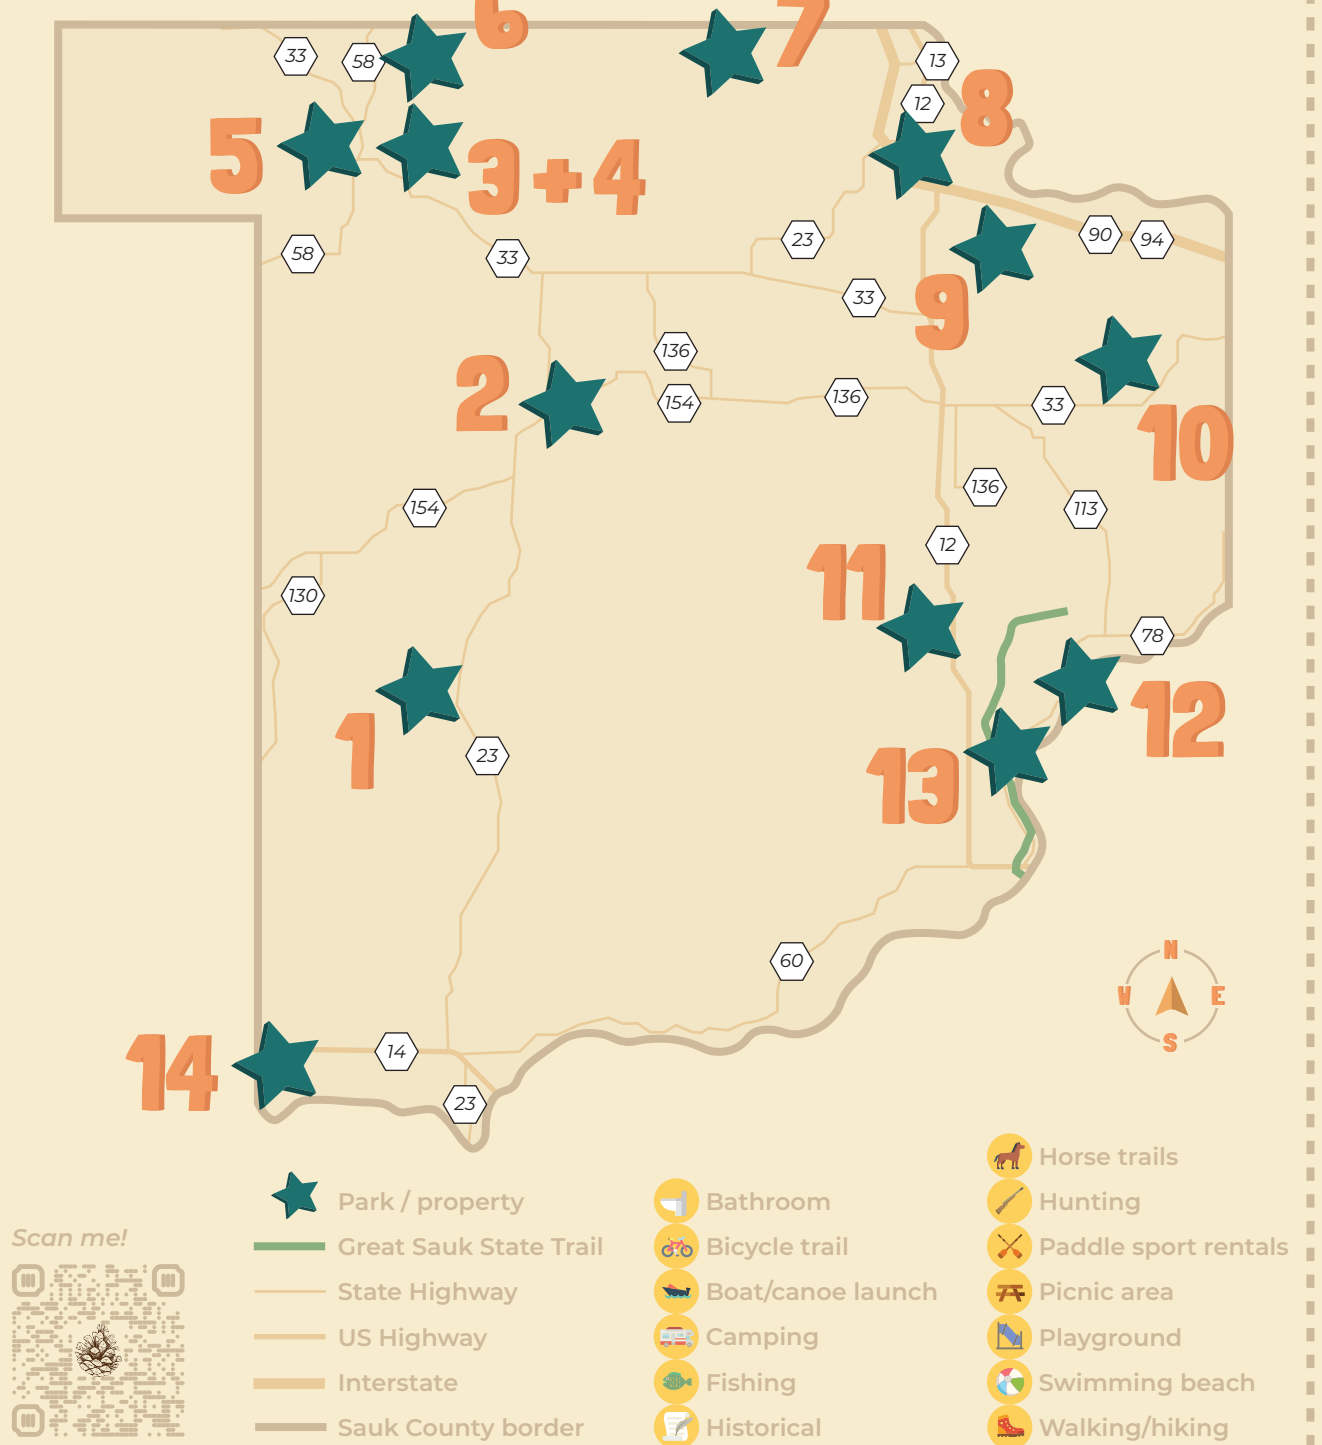 6
7
33
58
13
12
8
5
3 + 4
58
33
23
90
94
33
9
136
2
154
136
33
10
154
136
113
12
11
130
78
1
23
12
13
60
N
W
E
S
14
14
23
Horse trails
Park / property
Bathroom
Hunting
Scan me!
Great Sauk State Trail
Bicycle trail
Paddle sport rentals
State Highway
Boat/canoe launch
Picnic area
US Highway
Camping
Playground
Interstate
Fishing
Swimming beach
Sauk County border
Historical
Walking/hiking